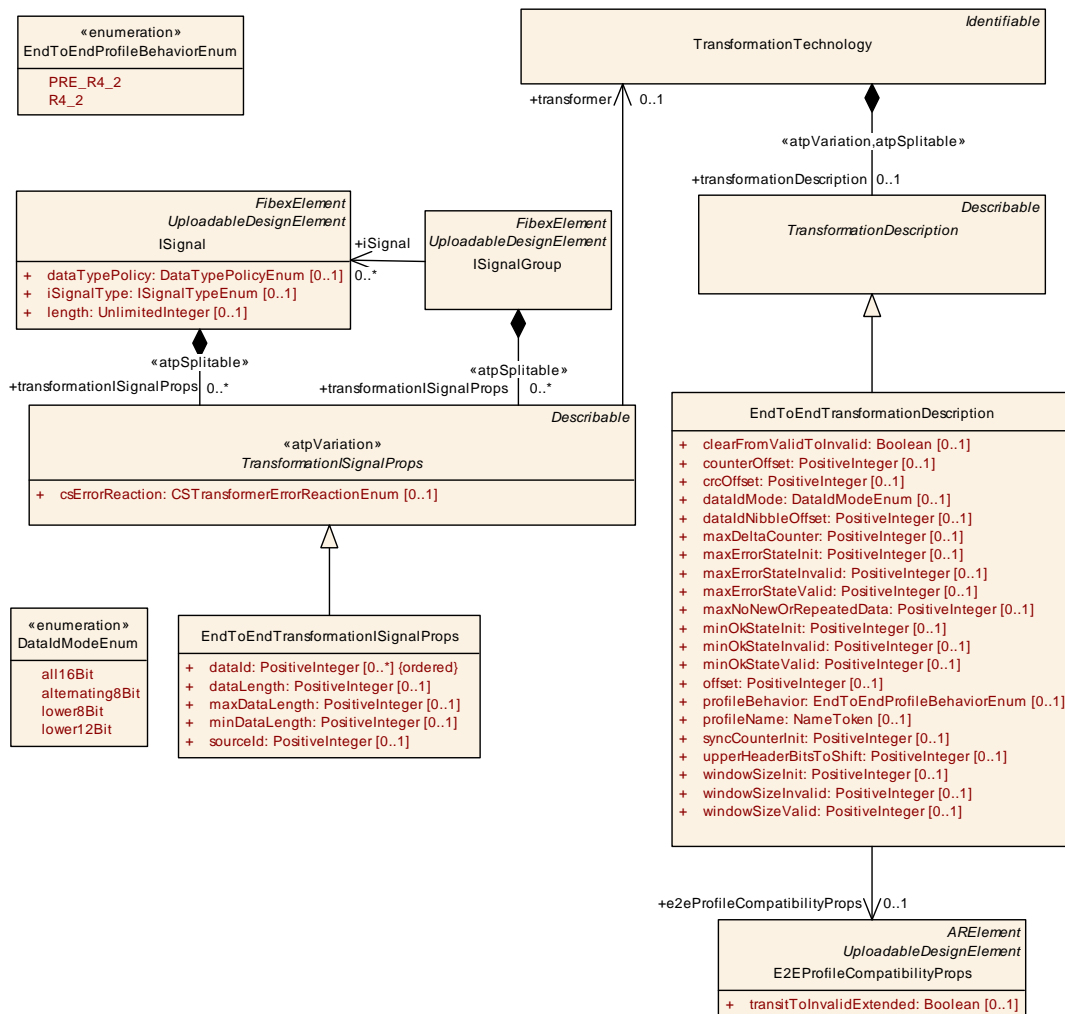 «enumeration»
EndToEndProfileBehaviorEnum
PRE_R4_2
R4_2
Identifiable
TransformationTechnology
+transformer
0..1
«atpVariation,atpSplitable»
+transformationDescription
0..1
Describable
TransformationDescription
FibexElement
UploadableDesignElement
ISignal
+ dataTypePolicy: DataTypePolicyEnum [0..1]
+ iSignalType: ISignalTypeEnum [0..1]
+ length: UnlimitedInteger [0..1]
+iSignal
0..*
FibexElement
UploadableDesignElement
ISignalGroup
«atpSplitable»
+transformationISignalProps
0..*
«atpSplitable»
+transformationISignalProps
0..*
Describable
«atpVariation»
TransformationISignalProps
+ csErrorReaction: CSTransformerErrorReactionEnum [0..1]
EndToEndTransformationDescription
+ clearFromValidToInvalid: Boolean [0..1]
+ counterOffset: PositiveInteger [0..1]
+ crcOffset: PositiveInteger [0..1]
+ dataIdMode: DataIdModeEnum [0..1]
+ dataIdNibbleOffset: PositiveInteger [0..1]
+ maxDeltaCounter: PositiveInteger [0..1]
+ maxErrorStateInit: PositiveInteger [0..1]
+ maxErrorStateInvalid: PositiveInteger [0..1]
+ maxErrorStateValid: PositiveInteger [0..1]
+ maxNoNewOrRepeatedData: PositiveInteger [0..1]
+ minOkStateInit: PositiveInteger [0..1]
+ minOkStateInvalid: PositiveInteger [0..1]
+ minOkStateValid: PositiveInteger [0..1]
+ offset: PositiveInteger [0..1]
+ profileBehavior: EndToEndProfileBehaviorEnum [0..1]
+ profileName: NameToken [0..1]
+ syncCounterInit: PositiveInteger [0..1]
+ upperHeaderBitsToShift: PositiveInteger [0..1]
+ windowSizeInit: PositiveInteger [0..1]
+ windowSizeInvalid: PositiveInteger [0..1]
+ windowSizeValid: PositiveInteger [0..1]
«enumeration»
DataIdModeEnum
all16Bit
alternating8Bit
lower8Bit
lower12Bit
EndToEndTransformationISignalProps
+ dataId: PositiveInteger [0..*] {ordered}
+ dataLength: PositiveInteger [0..1]
+ maxDataLength: PositiveInteger [0..1]
+ minDataLength: PositiveInteger [0..1]
+ sourceId: PositiveInteger [0..1]
+e2eProfileCompatibilityProps
0..1
ARElement
UploadableDesignElement
E2EProfileCompatibilityProps
+ transitToInvalidExtended: Boolean [0..1]